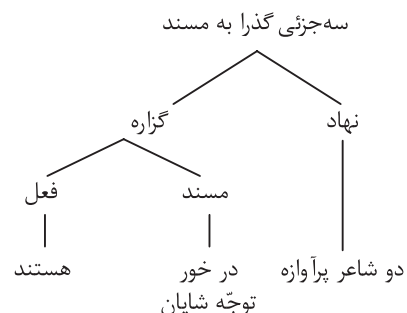 سه‌جزئی گذرا به مسند
نهاد
گزاره
مسند
فعل
دو شاعر پرآوازه
در خور
توجّه شایان
هستند